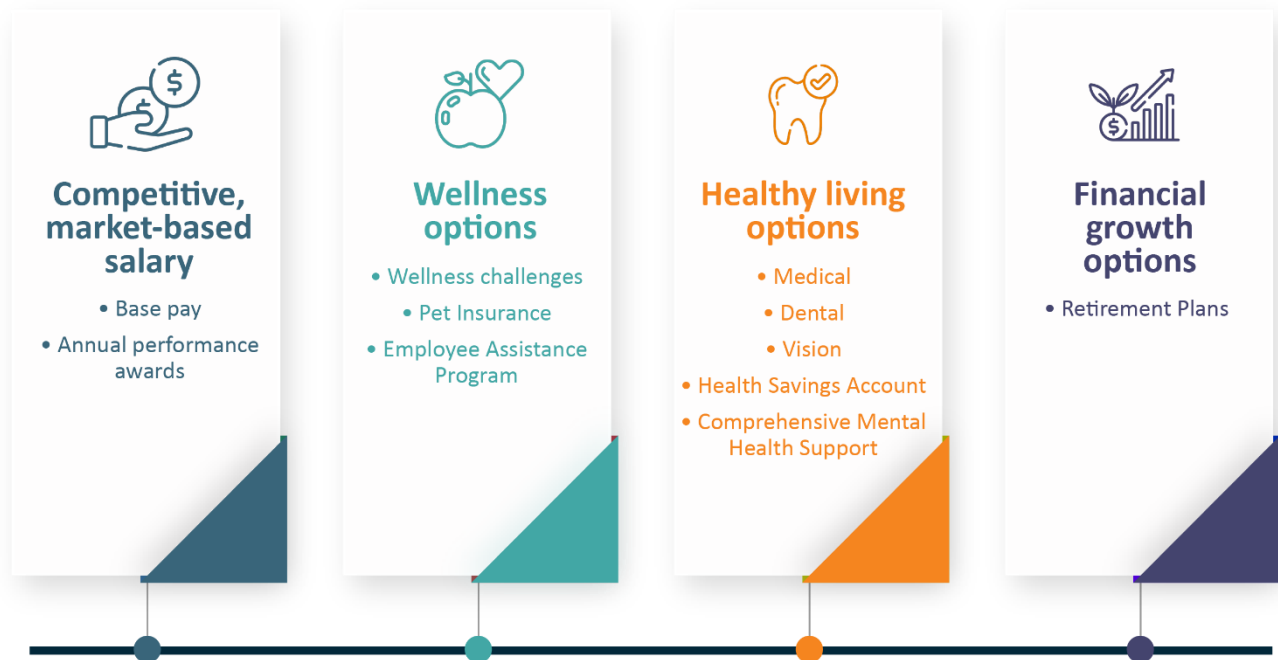 Competitive,
market-based
salary
• Base pay
• Annual performance
awards
Wellness
options
• Wellness challenges
• Pet Insurance
• Employee Assistance
Program
Healthy living
options
• Medical
• Dental
• Vision
• Health Savings Account
• Comprehensive Mental
Health Support
Financial
growth
options
• Retirement Plans